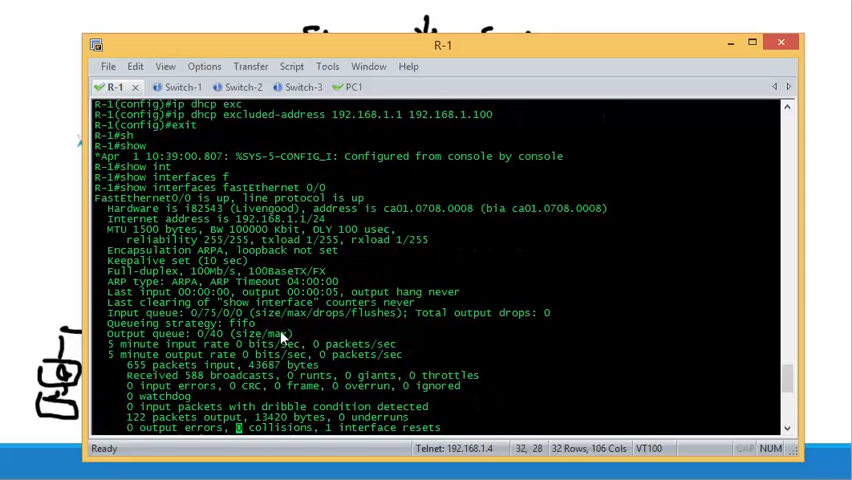 R-1
File Edit View Options Transfer Script Tools Window Help
R-1 Switch-1 Switch-2 Switch-3 PC1
R-1(config)#ip dhcp exc
R-1(config)#ip dhcp excluded-address 192.168.1.1 192.168.1.100
R-1(config)#exit
R-1#sh
R-1#show
*Apr 1 10:39:00.807: %SYS-5-CONFIG_I: Configured from console by console
R-1#show int
R-1#show interfaces f
R-1#show interfaces fastEthernet 0/0
FastEthernet0/0 is up, line protocol is up
Hardware is i82543 (Livengood), address is ca01.0708.0008 (bia ca01.0708.0008)
Internet address is 192.168.1.1/24
MTU 1500 bytes, BW 100000 Kbit, DLY 100 usec,
reliability 255/255, txload 1/255, rxload 1/255
Encapsulation ARPA, loopback not set
Keepalive set (10 sec)
Full-duplex, 100Mb/s, 100BaseTX/FX
ARP type: ARPA, ARP Timeout 04:00:00
Last input 00:00:00, output 00:00:05, output hang never
Last clearing of "show interface" counters never
Input queue: 0/75/0/0 (size/max/drops/flushes); Total output drops: 0
Queueing strategy: fifo
Output queue: 0/40 (size/max)
5 minute input rate 0 bits/sec, 0 packets/sec
5 minute output rate 0 bits/sec, 0 packets/sec
655 packets input, 43687 bytes
Received 588 broadcasts, 0 runts, 0 giants, 0 throttles
0 input errors, 0 CRC, 0 frame, 0 overrun, 0 ignored
0 watchdog
0 input packets with dribble condition detected
122 packets output, 13420 bytes, 0 underruns
0 output errors, 0 collisions, 1 interface resets
Ready Telnet: 192.168.1.4 32, 28 32 Rows, 106 Cols VT100 CAP NUM